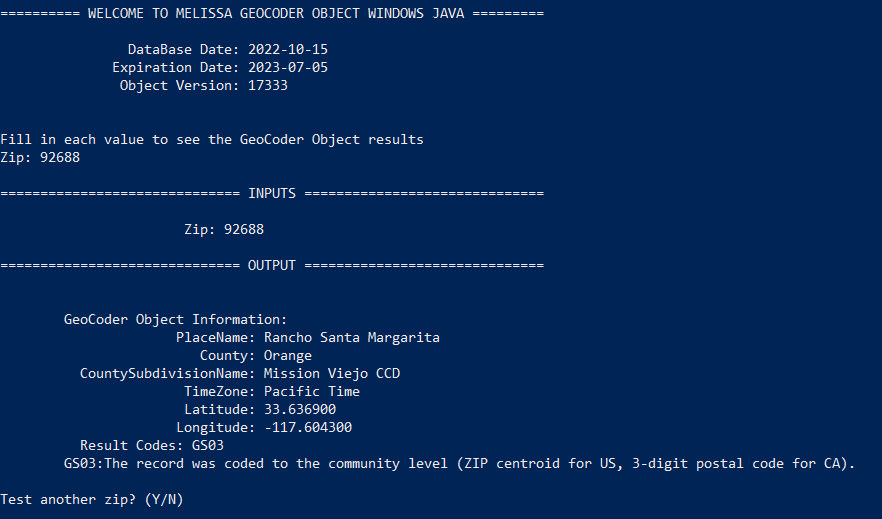 ========== WELCOME TO MELISSA GEOCODER OBJECT WINDOWS JAVA =========
DataBase Date: 2022-10-15
Expiration Date: 2023-07-05
Object Version: 17333
Fill in each value to see the GeoCoder Object results
Zip: 92688
============================== INPUTS ==============================
Zip: 92688
============================== OUTPUT ==============================
GeoCoder Object Information:
PlaceName: Rancho Santa Margarita
County: Orange
CountySubdivisionName: Mission Viejo CCD
TimeZone: Pacific Time
Latitude: 33.636900
Longitude: -117.604300
Result Codes: GS03
GS03:The record was coded to the community level (ZIP centroid for US, 3-digit postal code for CA).
Test another zip? (Y/N)